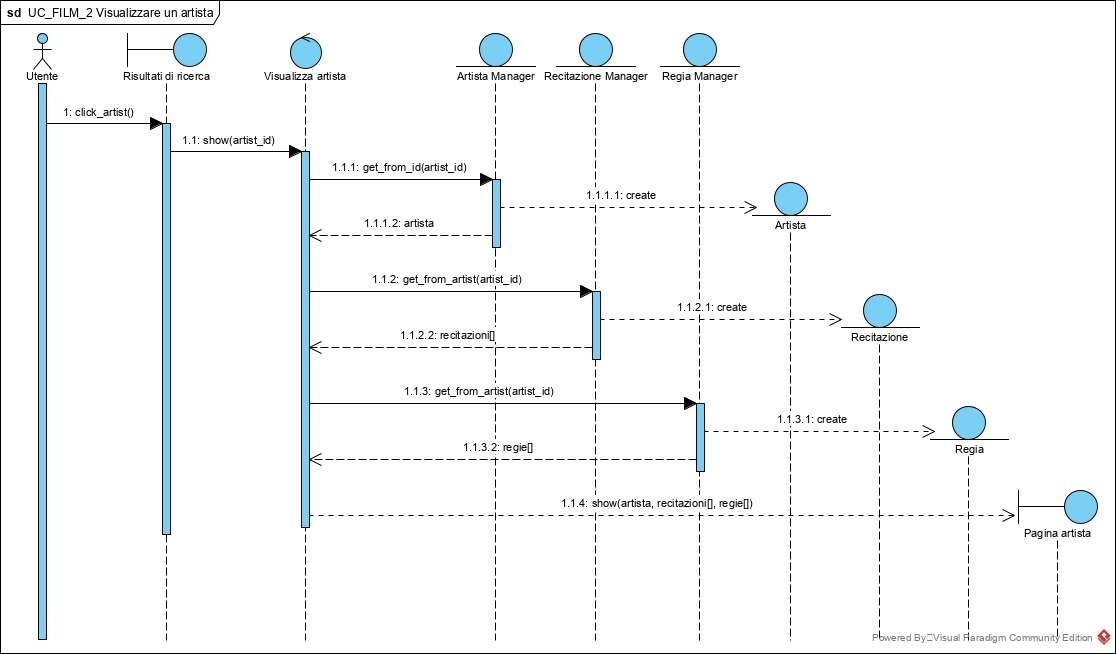 sd UC_FILM_2 Visualizzare un artista
Utente
Risultati di ricerca
Visualizza artista
Artista Manager
Recitazione Manager
Regia Manager
1: click_artist()
1.1: show(artist_id)
1.1.1: get_from_id(artist_id)
1.1.1.1: create
Artista
1.1.1.2: artista
1.1.2: get_from_artist(artist_id)
1.1.2.1: create
Recitazione
1.1.2.2: recitazioni[]
1.1.3: get_from_artist(artist_id)
1.1.3.1: create
Regia
1.1.3.2: regie[]
1.1.4: show(artista, recitazioni[], regie[])
Pagina artista
Powered By Visual Paradigm Community Edition